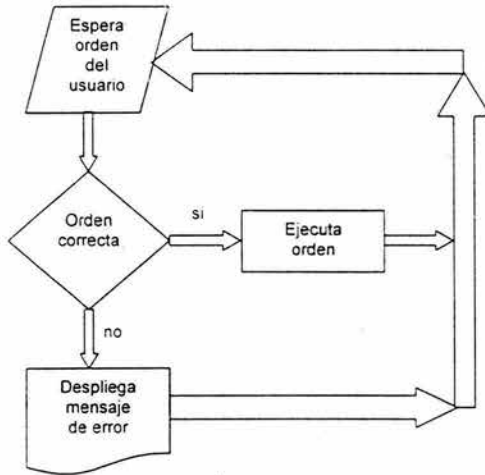 Espera
orden
del
usuario
Orden
correcta
si
Ejecuta
orden
no
Despliega
mensaje
de error